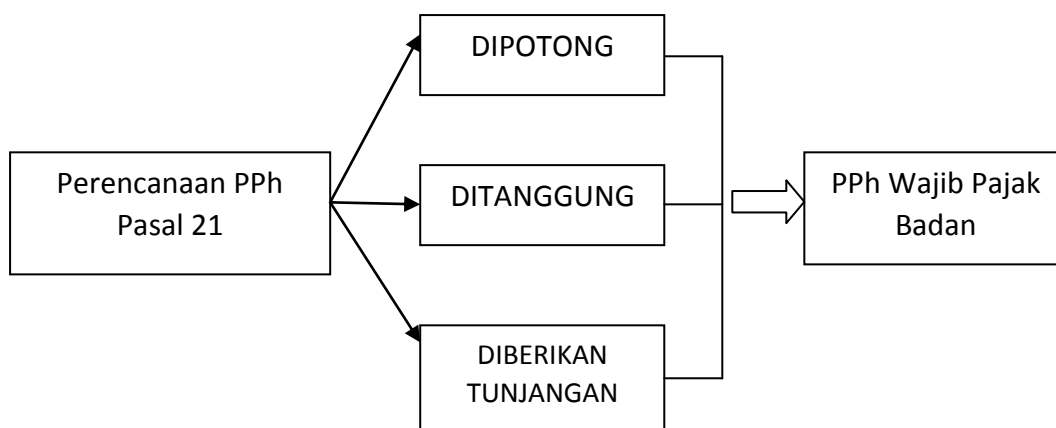 Perencanaan PPh
Pasal 21
DIPOTONG
DITANGGUNG
DIBERIKAN
TUNJANGAN
PPh Wajib Pajak
Badan